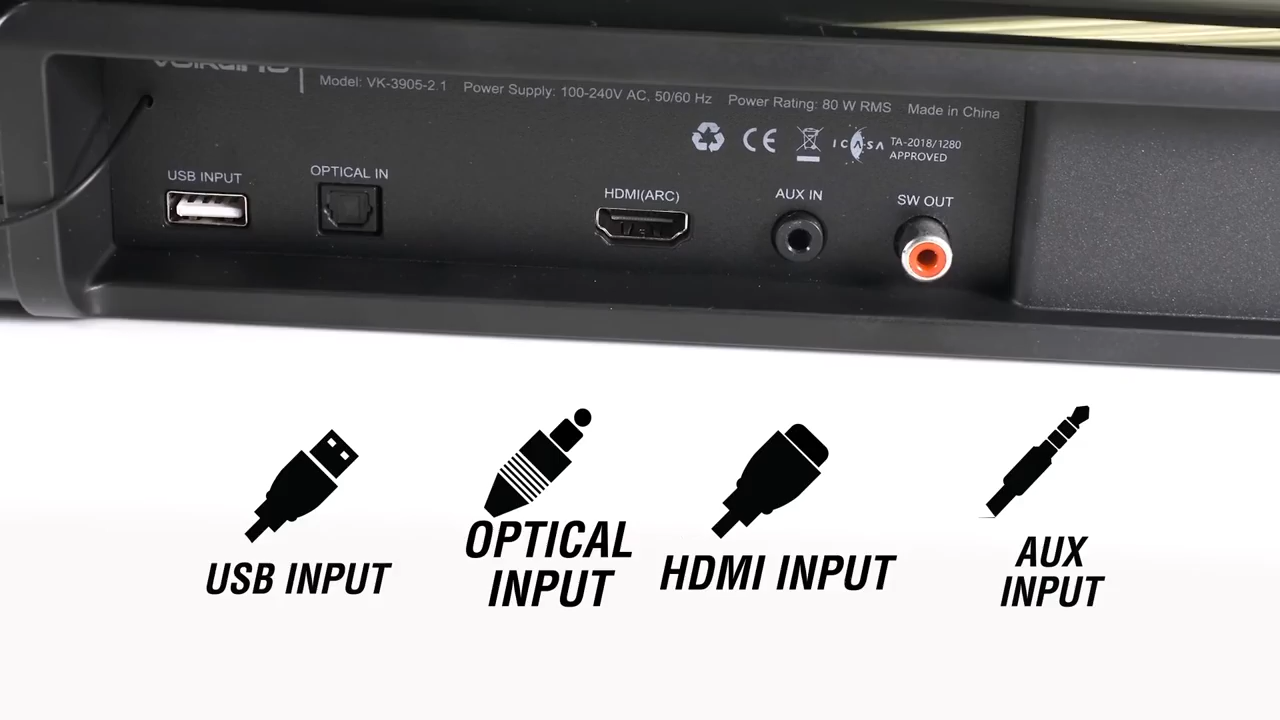 Model: VK-3905-2.1 Power Supply: 100-240V AC, 50/60 Hz Power Rating: 80 W RMS Made in China
ICASA TA-2018/1280
APPROVED
USB INPUT OPTICAL IN HDMI(ARC) AUX IN SW OUT
USB INPUT
OPTICAL
INPUT
HDMI INPUT
AUX
INPUT